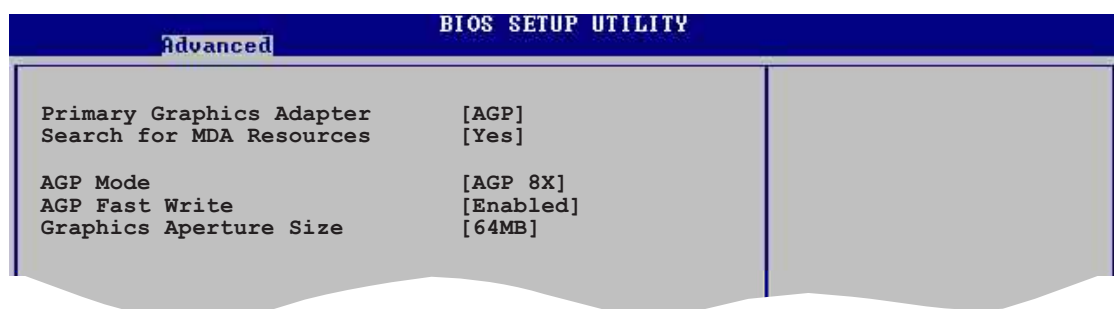 BIOS SETUP UTILITY
Advanced
Primary Graphics Adapter [AGP]
Search for MDA Resources [Yes]
AGP Mode [AGP 8X]
AGP Fast Write [Enabled]
Graphics Aperture Size [64MB]